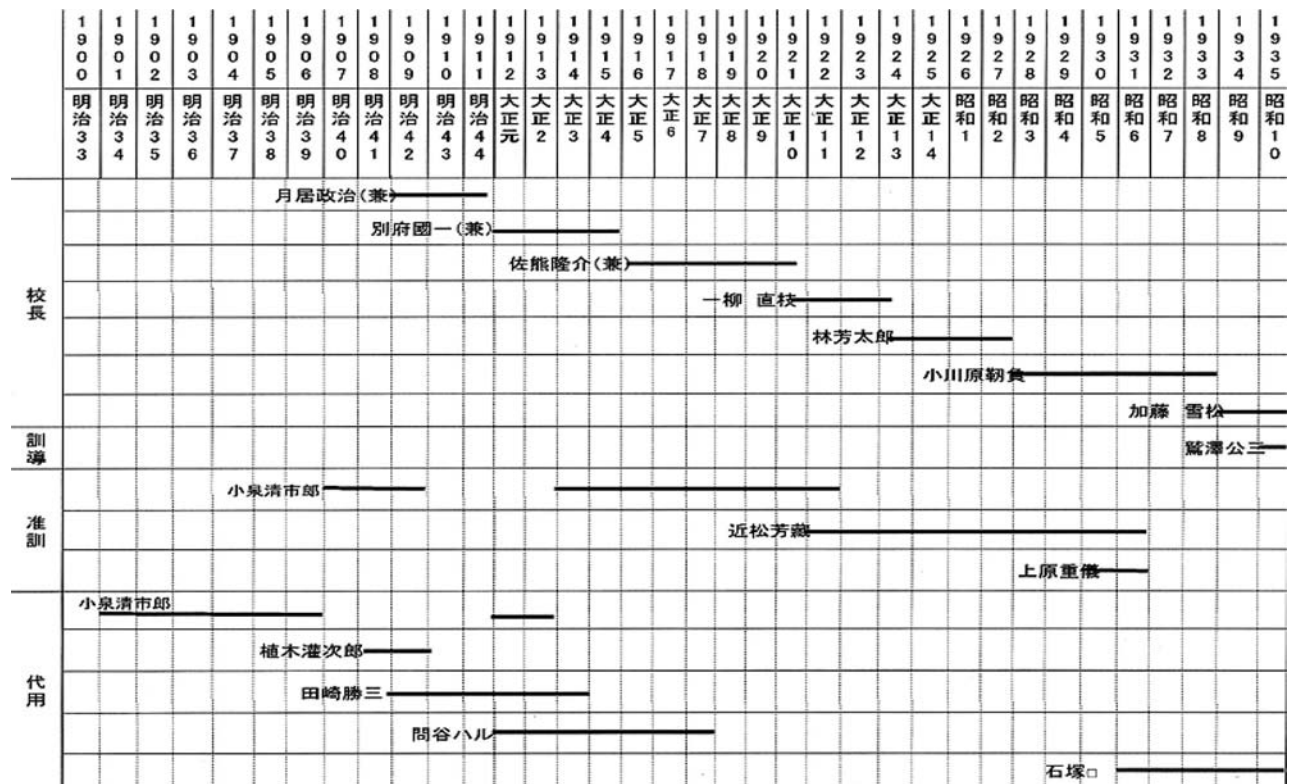 1900 1901 1902 1903 1904 1905 1906 1907 1908 1909 1910 1911 1912 1913 1914 1915 1916 1917 1918 1919 1920 1921 1922 1923 1924 1925 1926 1927 1928 1929 1930 1931 1932 1933 1934 1935
明治33 明治34 明治35 明治36 明治37 明治38 明治39 明治40 明治41 明治42 明治43 明治44 大正元 大正2 大正3 大正4 大正5 大正6 大正7 大正8 大正9 大正10 大正11 大正12 大正13 大正14 昭和1 昭和2 昭和3 昭和4 昭和5 昭和6 昭和7 昭和8 昭和9 昭和10
校長
月居政治(兼)
別府國一(兼)
佐熊隆介(兼)
一柳 直枝
林芳太郎
小川原靭負
加藤 雪松
訓導
鷲澤公三
准訓
小泉清市郎
近松芳蔵
上原重儀
代用
小泉清市郎
植木灌次郎
田崎勝三
問谷ハル
石塚□